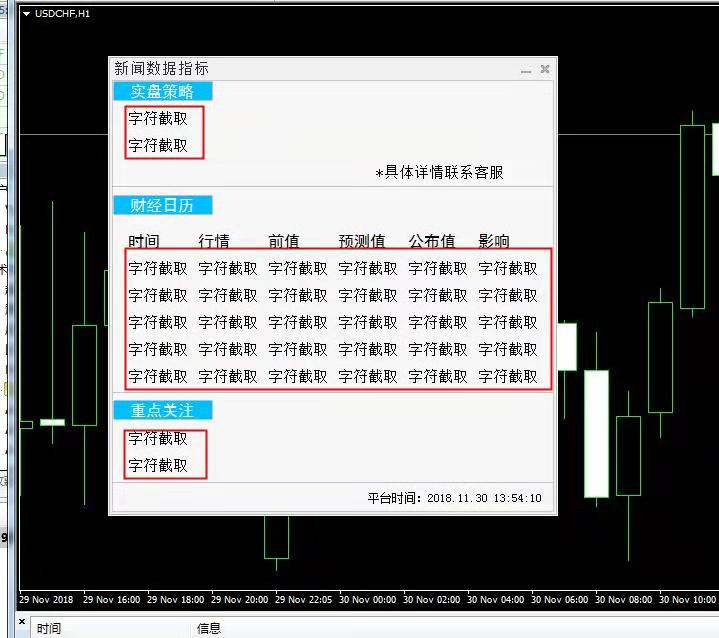 USDCHF,H1
新闻数据指标
实盘策略
字符截取
字符截取
*具体详情联系客服
财经日历
时间 行情 前值 预测值 公布值 影响
字符截取 字符截取 字符截取 字符截取 字符截取 字符截取
字符截取 字符截取 字符截取 字符截取 字符截取 字符截取
字符截取 字符截取 字符截取 字符截取 字符截取 字符截取
字符截取 字符截取 字符截取 字符截取 字符截取 字符截取
字符截取 字符截取 字符截取 字符截取 字符截取 字符截取
重点关注
字符截取
字符截取
平台时间: 2018.11.30 13:54:10
29 Nov 2018 29 Nov 16:00 29 Nov 18:00 29 Nov 20:00 29 Nov 22:05 30 Nov 00:00 30 Nov 02:00 30 Nov 04:00 30 Nov 06:00 30 Nov 08:00 30 Nov 10:00
时间 信息